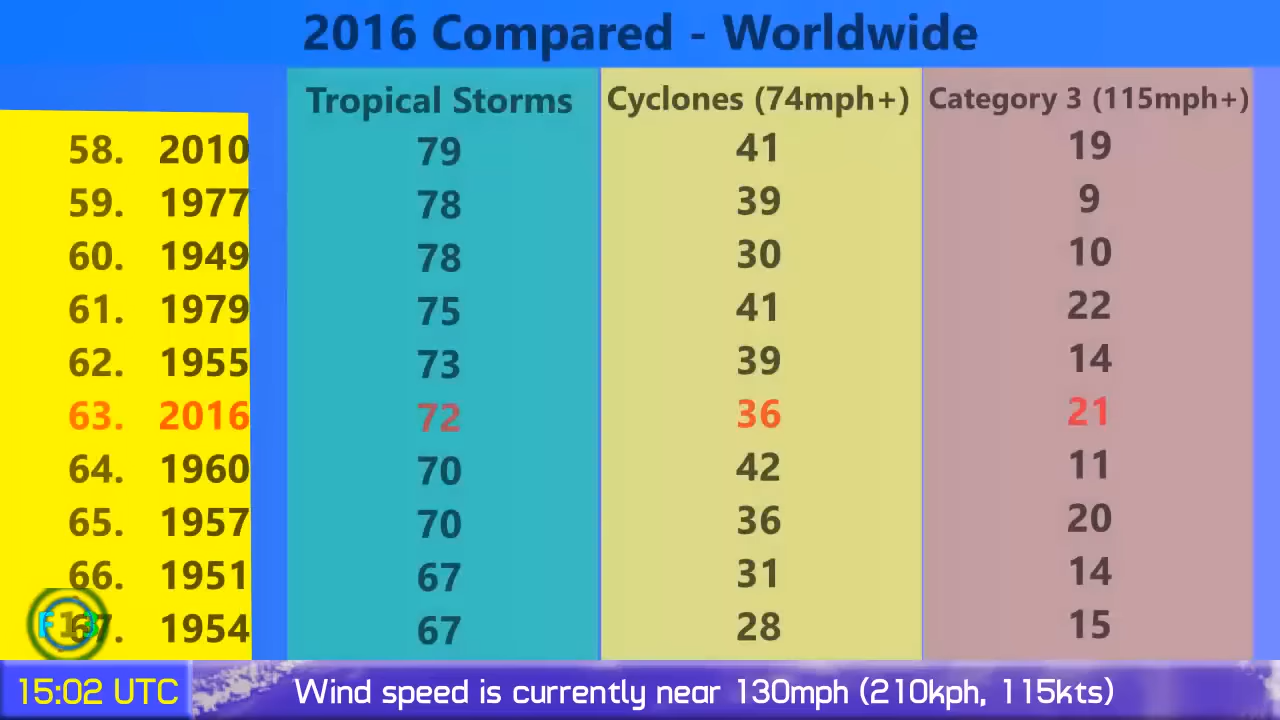 2016 Compared - Worldwide
Tropical Storms Cyclones (74mph+) Category 3 (115mph+)
58. 2010 79 41 19
59. 1977 78 39 9
60. 1949 78 30 10
61. 1979 75 41 22
62. 1955 73 39 14
63. 2016 72 36 21
64. 1960 70 42 11
65. 1957 70 36 20
66. 1951 67 31 14
67. 1954 67 28 15
F13
15:02 UTC Wind speed is currently near 130mph (210kph, 115kts)